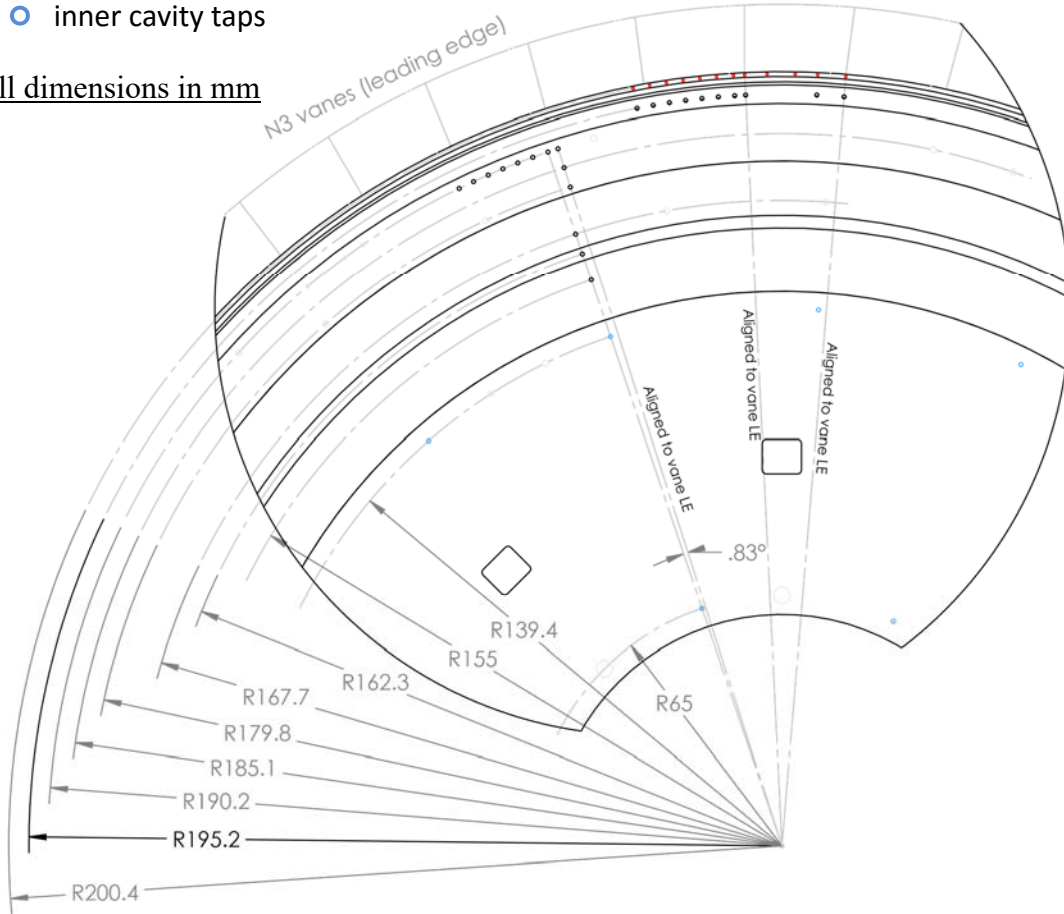 inner cavity taps
ll dimensions in mm
N3 vanes (leading edge)
Aligned to vane LE
Aligned to vane LE
Aligned to vane LE
.83°
R139.4
R155
R162.3
R65
R167.7
R179.8
R185.1
R190.2
R195.2
R200.4